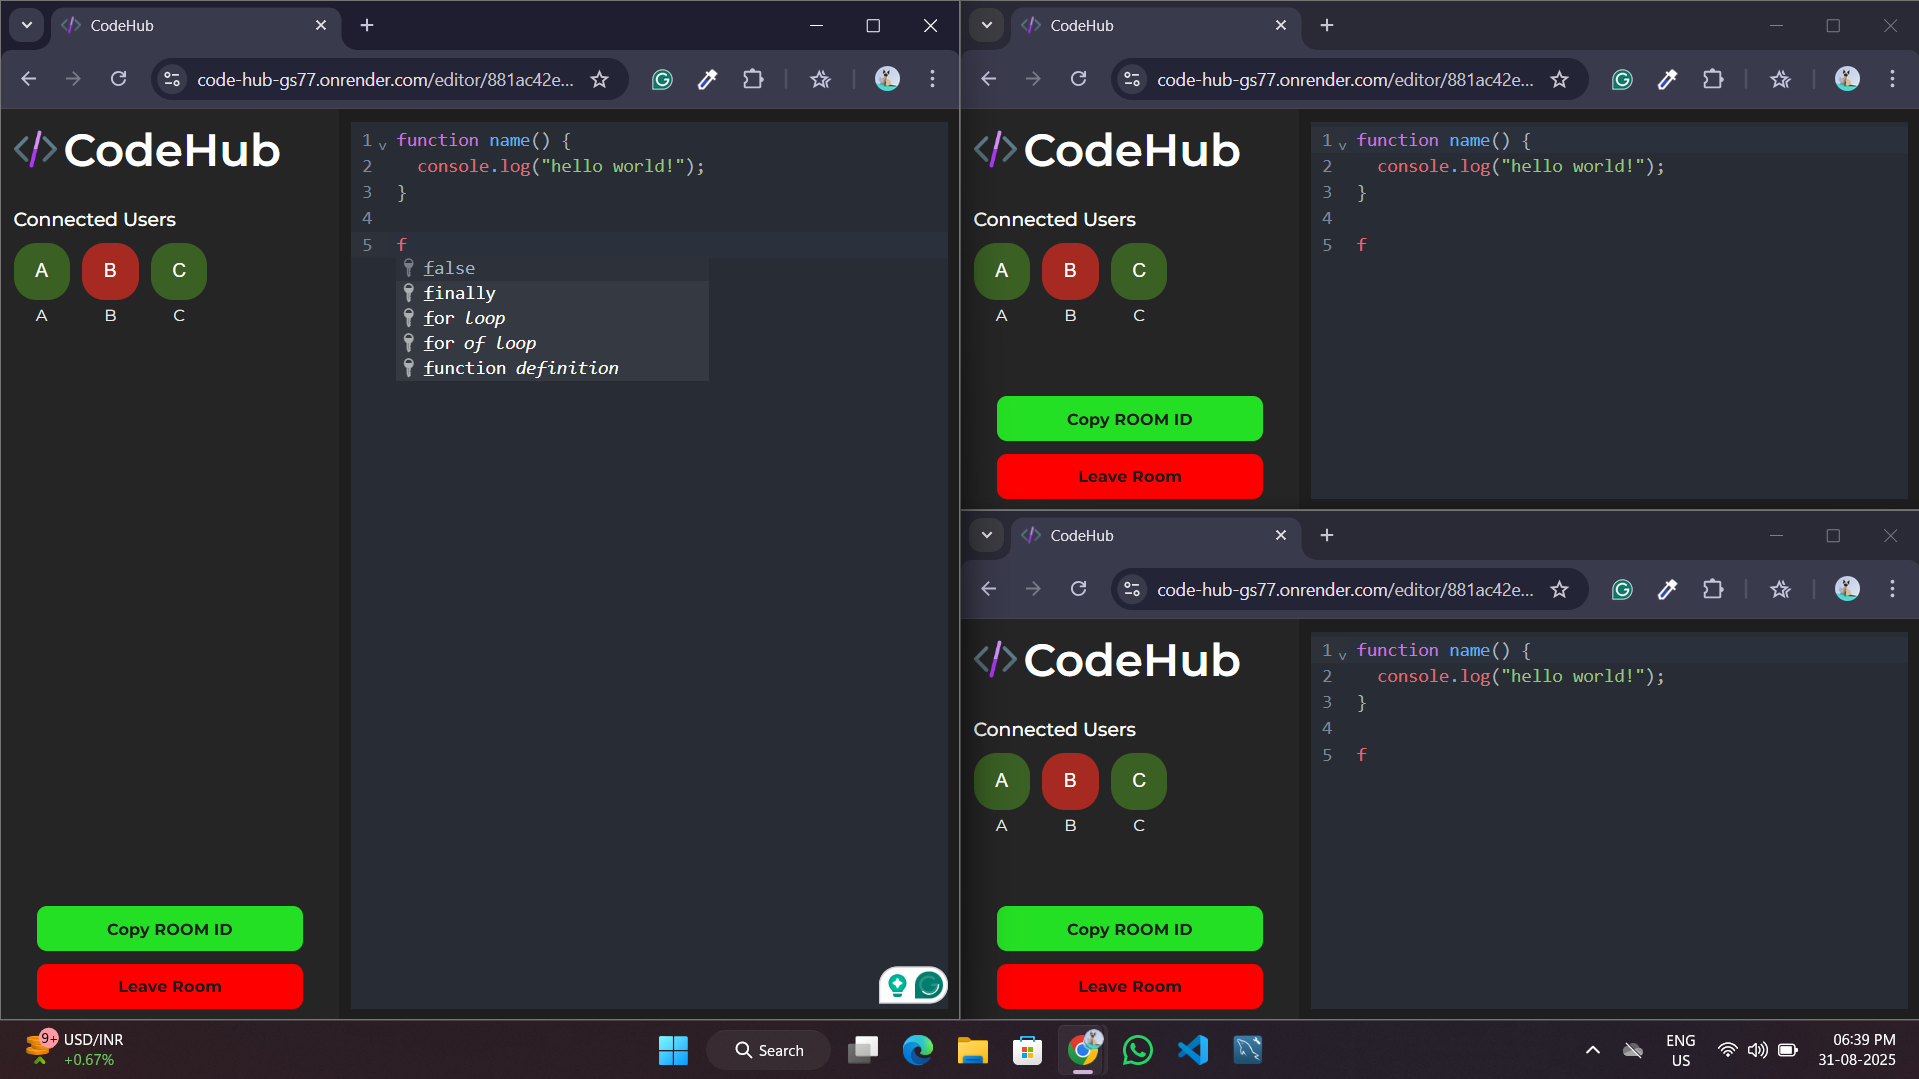 CodeHub
code-hub-gs77.onrender.com/editor/881ac42e...
CodeHub
Connected Users
A B C
A B C
1 function name() {
2 console.log("hello world!");
3 }
4
5 f
false
finally
for loop
for of loop
function definition
Copy ROOM ID
Leave Room
CodeHub
code-hub-gs77.onrender.com/editor/881ac42e...
CodeHub
Connected Users
A B C
A B C
Copy ROOM ID
Leave Room
1 function name() {
2 console.log("hello world!");
3 }
4
5 f
CodeHub
code-hub-gs77.onrender.com/editor/881ac42e...
CodeHub
Connected Users
A B C
A B C
Copy ROOM ID
Leave Room
1 function name() {
2 console.log("hello world!");
3 }
4
5 f
9+
USD/INR
+0.67%
Search
ENG
US
06:39 PM
31-08-2025